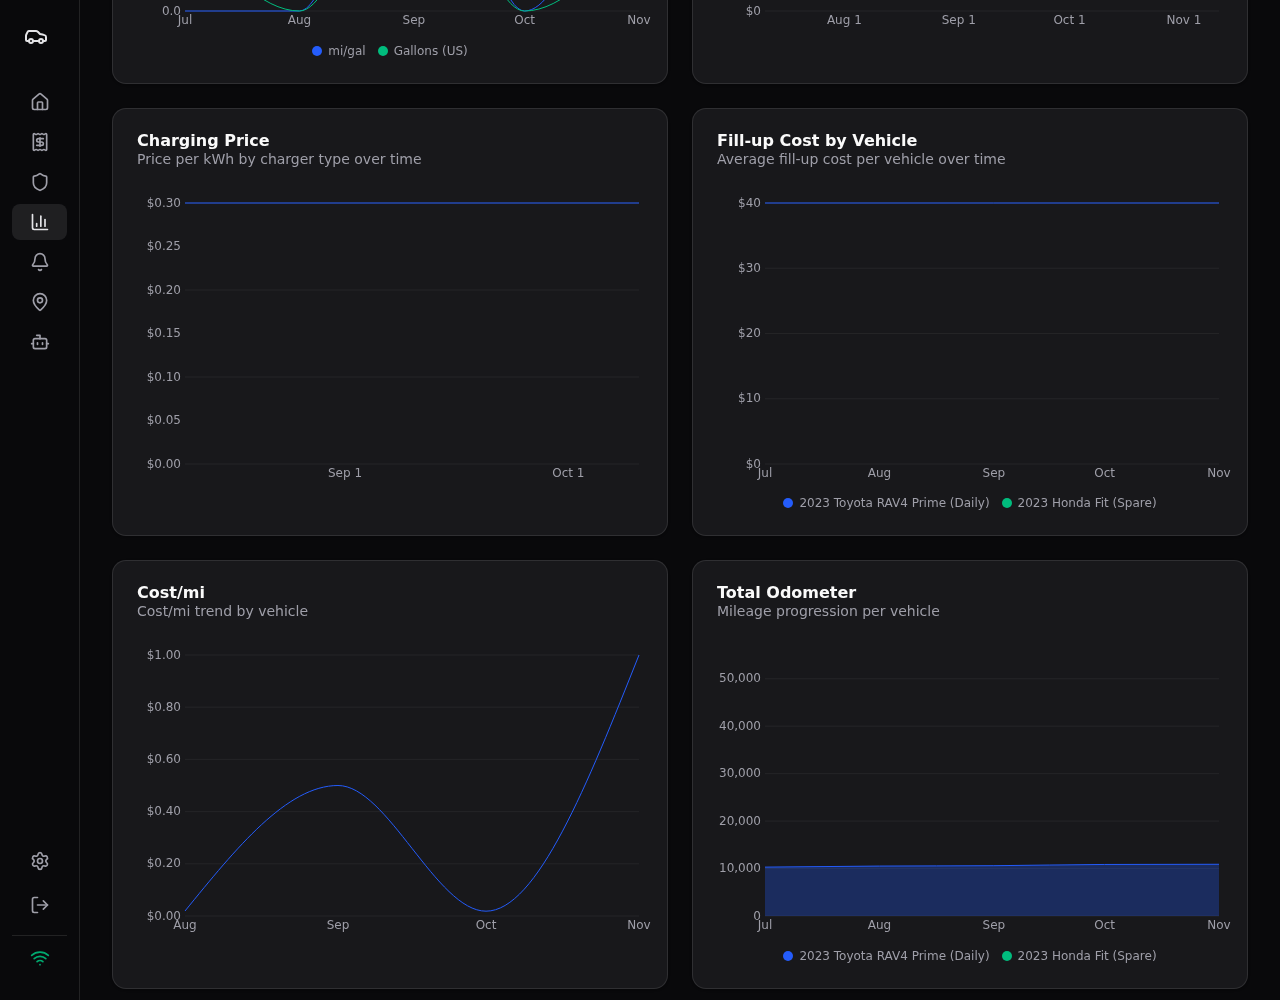 0.0
Jul Aug Sep Oct Nov
mi/gal Gallons (US)
$0
Aug 1 Sep 1 Oct 1 Nov 1
Charging Price
Price per kWh by charger type over time
$0.30
$0.25
$0.20
$0.15
$0.10
$0.05
$0.00
Sep 1 Oct 1
Fill-up Cost by Vehicle
Average fill-up cost per vehicle over time
$40
$30
$20
$10
$0
Jul Aug Sep Oct Nov
2023 Toyota RAV4 Prime (Daily) 2023 Honda Fit (Spare)
Cost/mi
Cost/mi trend by vehicle
$1.00
$0.80
$0.60
$0.40
$0.20
$0.00
Aug Sep Oct Nov
Total Odometer
Mileage progression per vehicle
50,000
40,000
30,000
20,000
10,000
0
Jul Aug Sep Oct Nov
2023 Toyota RAV4 Prime (Daily) 2023 Honda Fit (Spare)